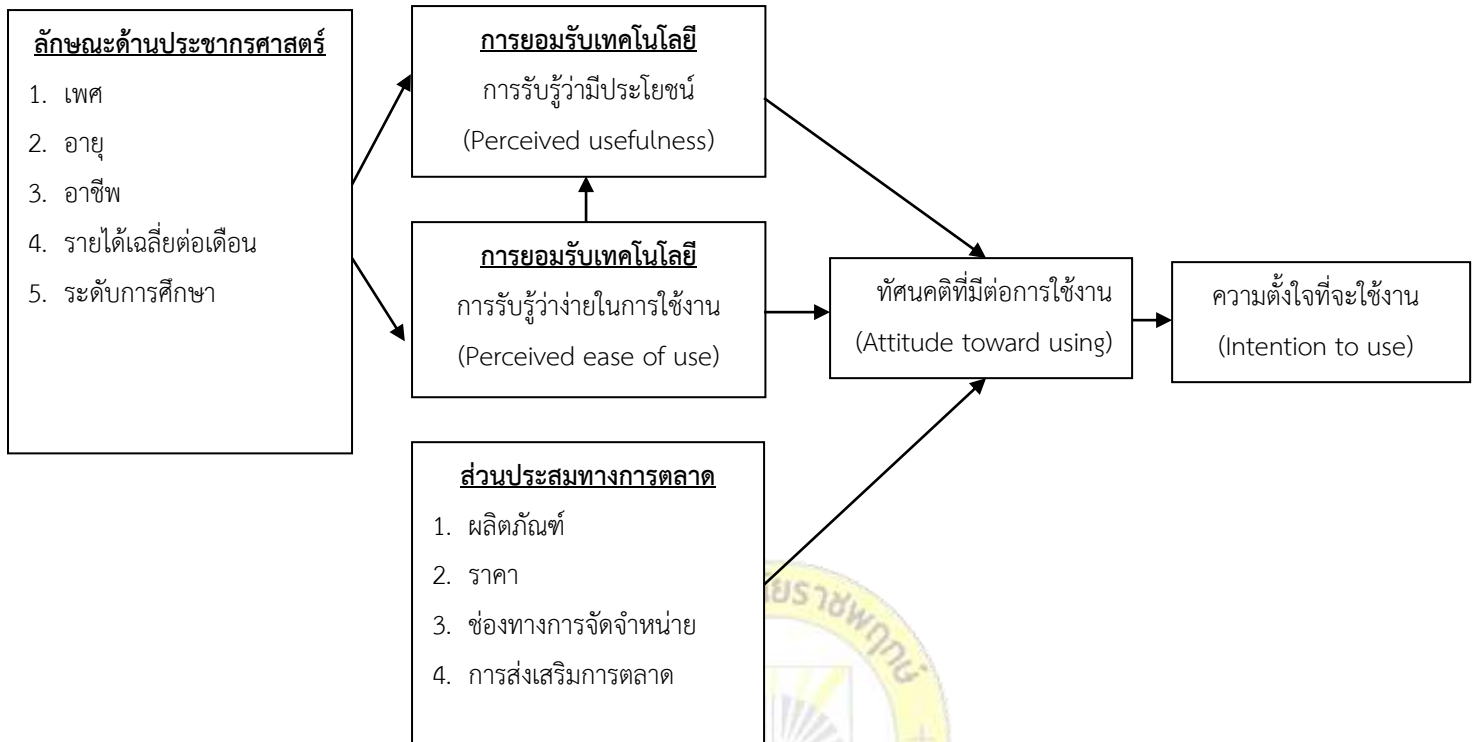 ลักษณะด้านประชากรศาสตร์
1. เพศ
2. อายุ
3. อาชีพ
4. รายได้เฉลี่ยต่อเดือน
5. ระดับการศึกษา
การยอมรับเทคโนโลยี
การรับรู้ว่ามีประโยชน์
(Perceived usefulness)
การยอมรับเทคโนโลยี
การรับรู้ว่าง่ายในการใช้งาน
(Perceived ease of use)
ส่วนประสมทางการตลาด
1. ผลิตภัณฑ์
2. ราคา
3. ช่องทางการจัดจำหน่าย
4. การส่งเสริมการตลาด
ทัศนคติที่มีต่อการใช้งาน
(Attitude toward using)
ความตั้งใจที่จะใช้งาน
(Intention to use)